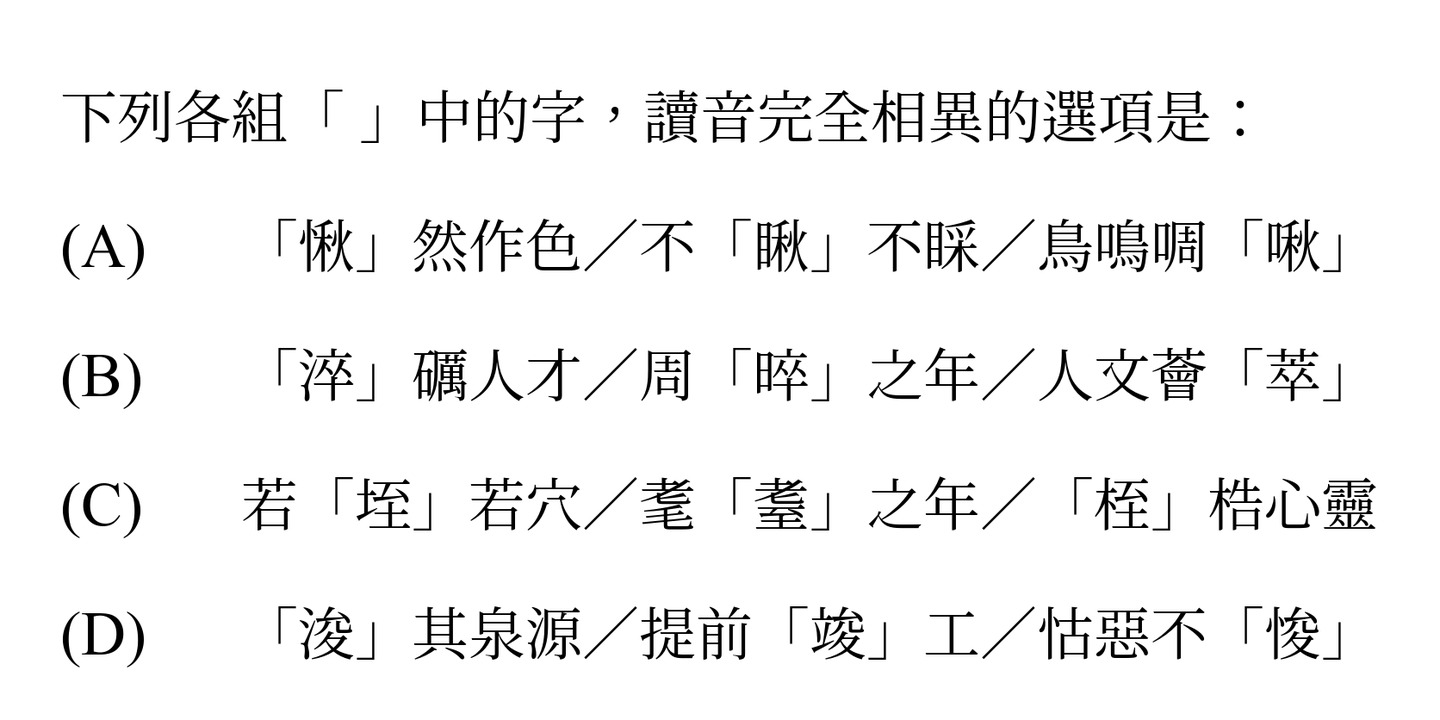 下列各組「 」中的字，讀音完全相異的選項是：
(A) 「愀」然作色／不「瞅」不睬／鳥鳴啁「啾」
(B) 「淬」礪人才／周「晬」之年／人文薈「萃」
(C) 若「垤」若穴／耄「耋」之年／「桎」梏心靈
(D) 「浚」其泉源／提前「竣」工／怙惡不「悛」